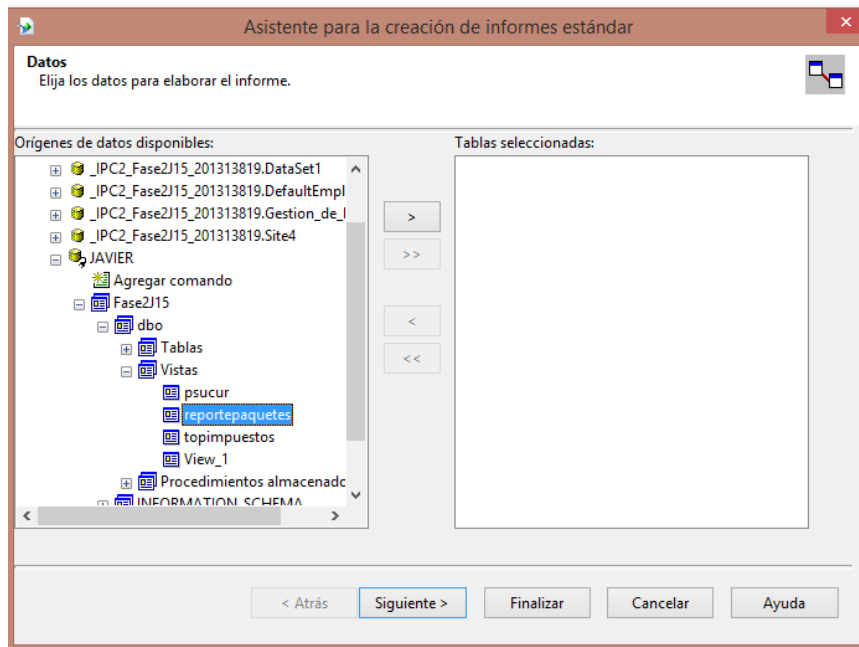 Asistente para la creación de informes estándar
Datos
Elija los datos para elaborar el informe.
Orígenes de datos disponibles:
Tablas seleccionadas:
_IPC2_Fase2J15_201313819.DataSet1
_IPC2_Fase2J15_201313819.DefaultEmpl
_IPC2_Fase2J15_201313819.Gestion_de_
_IPC2_Fase2J15_201313819.Site4
JAVIER
Agregar comando
Fase2J15
dbo
Tablas
Vistas
psucur
reportepaquetes
topimpuestos
View_1
Procedimientos almacenadc
INFORMATION_SCHEMA
>
>>
<
<<
< Atrás
Siguiente >
Finalizar
Cancelar
Ayuda